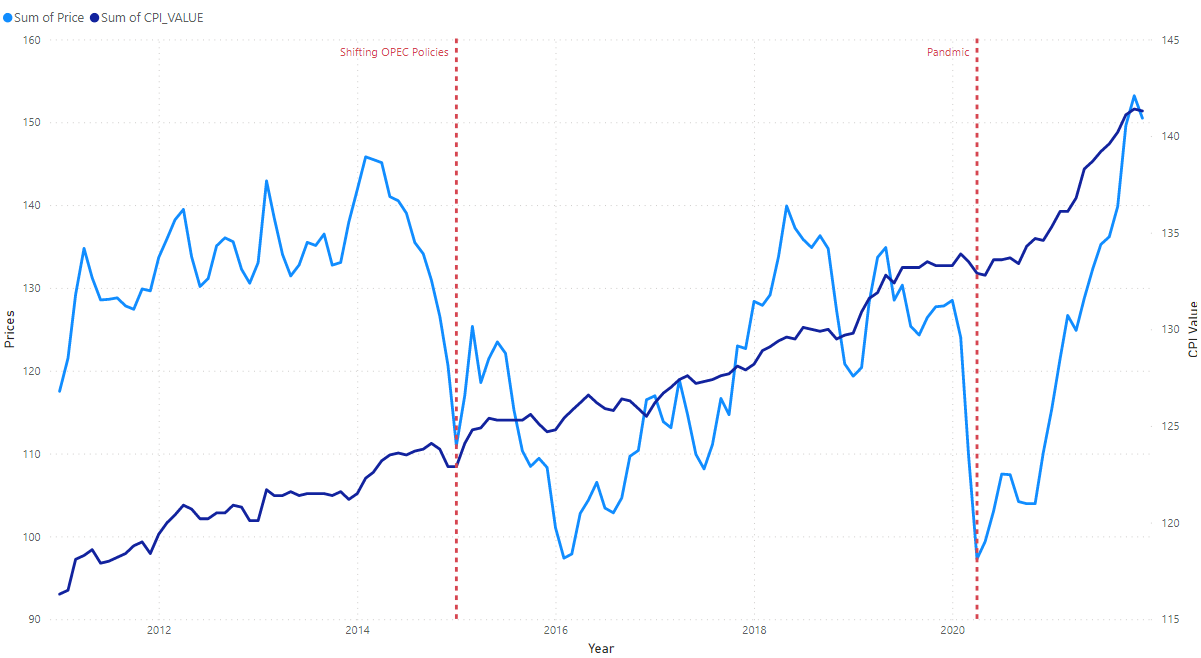 Sum of Price Sum of CPI_VALUE
160
150
140
130
120
110
100
90
Prices
Shifting OPEC Policies
Pandmic
145
140
135
130
125
120
115
CPI Value
2012 2014 2016 2018 2020
Year